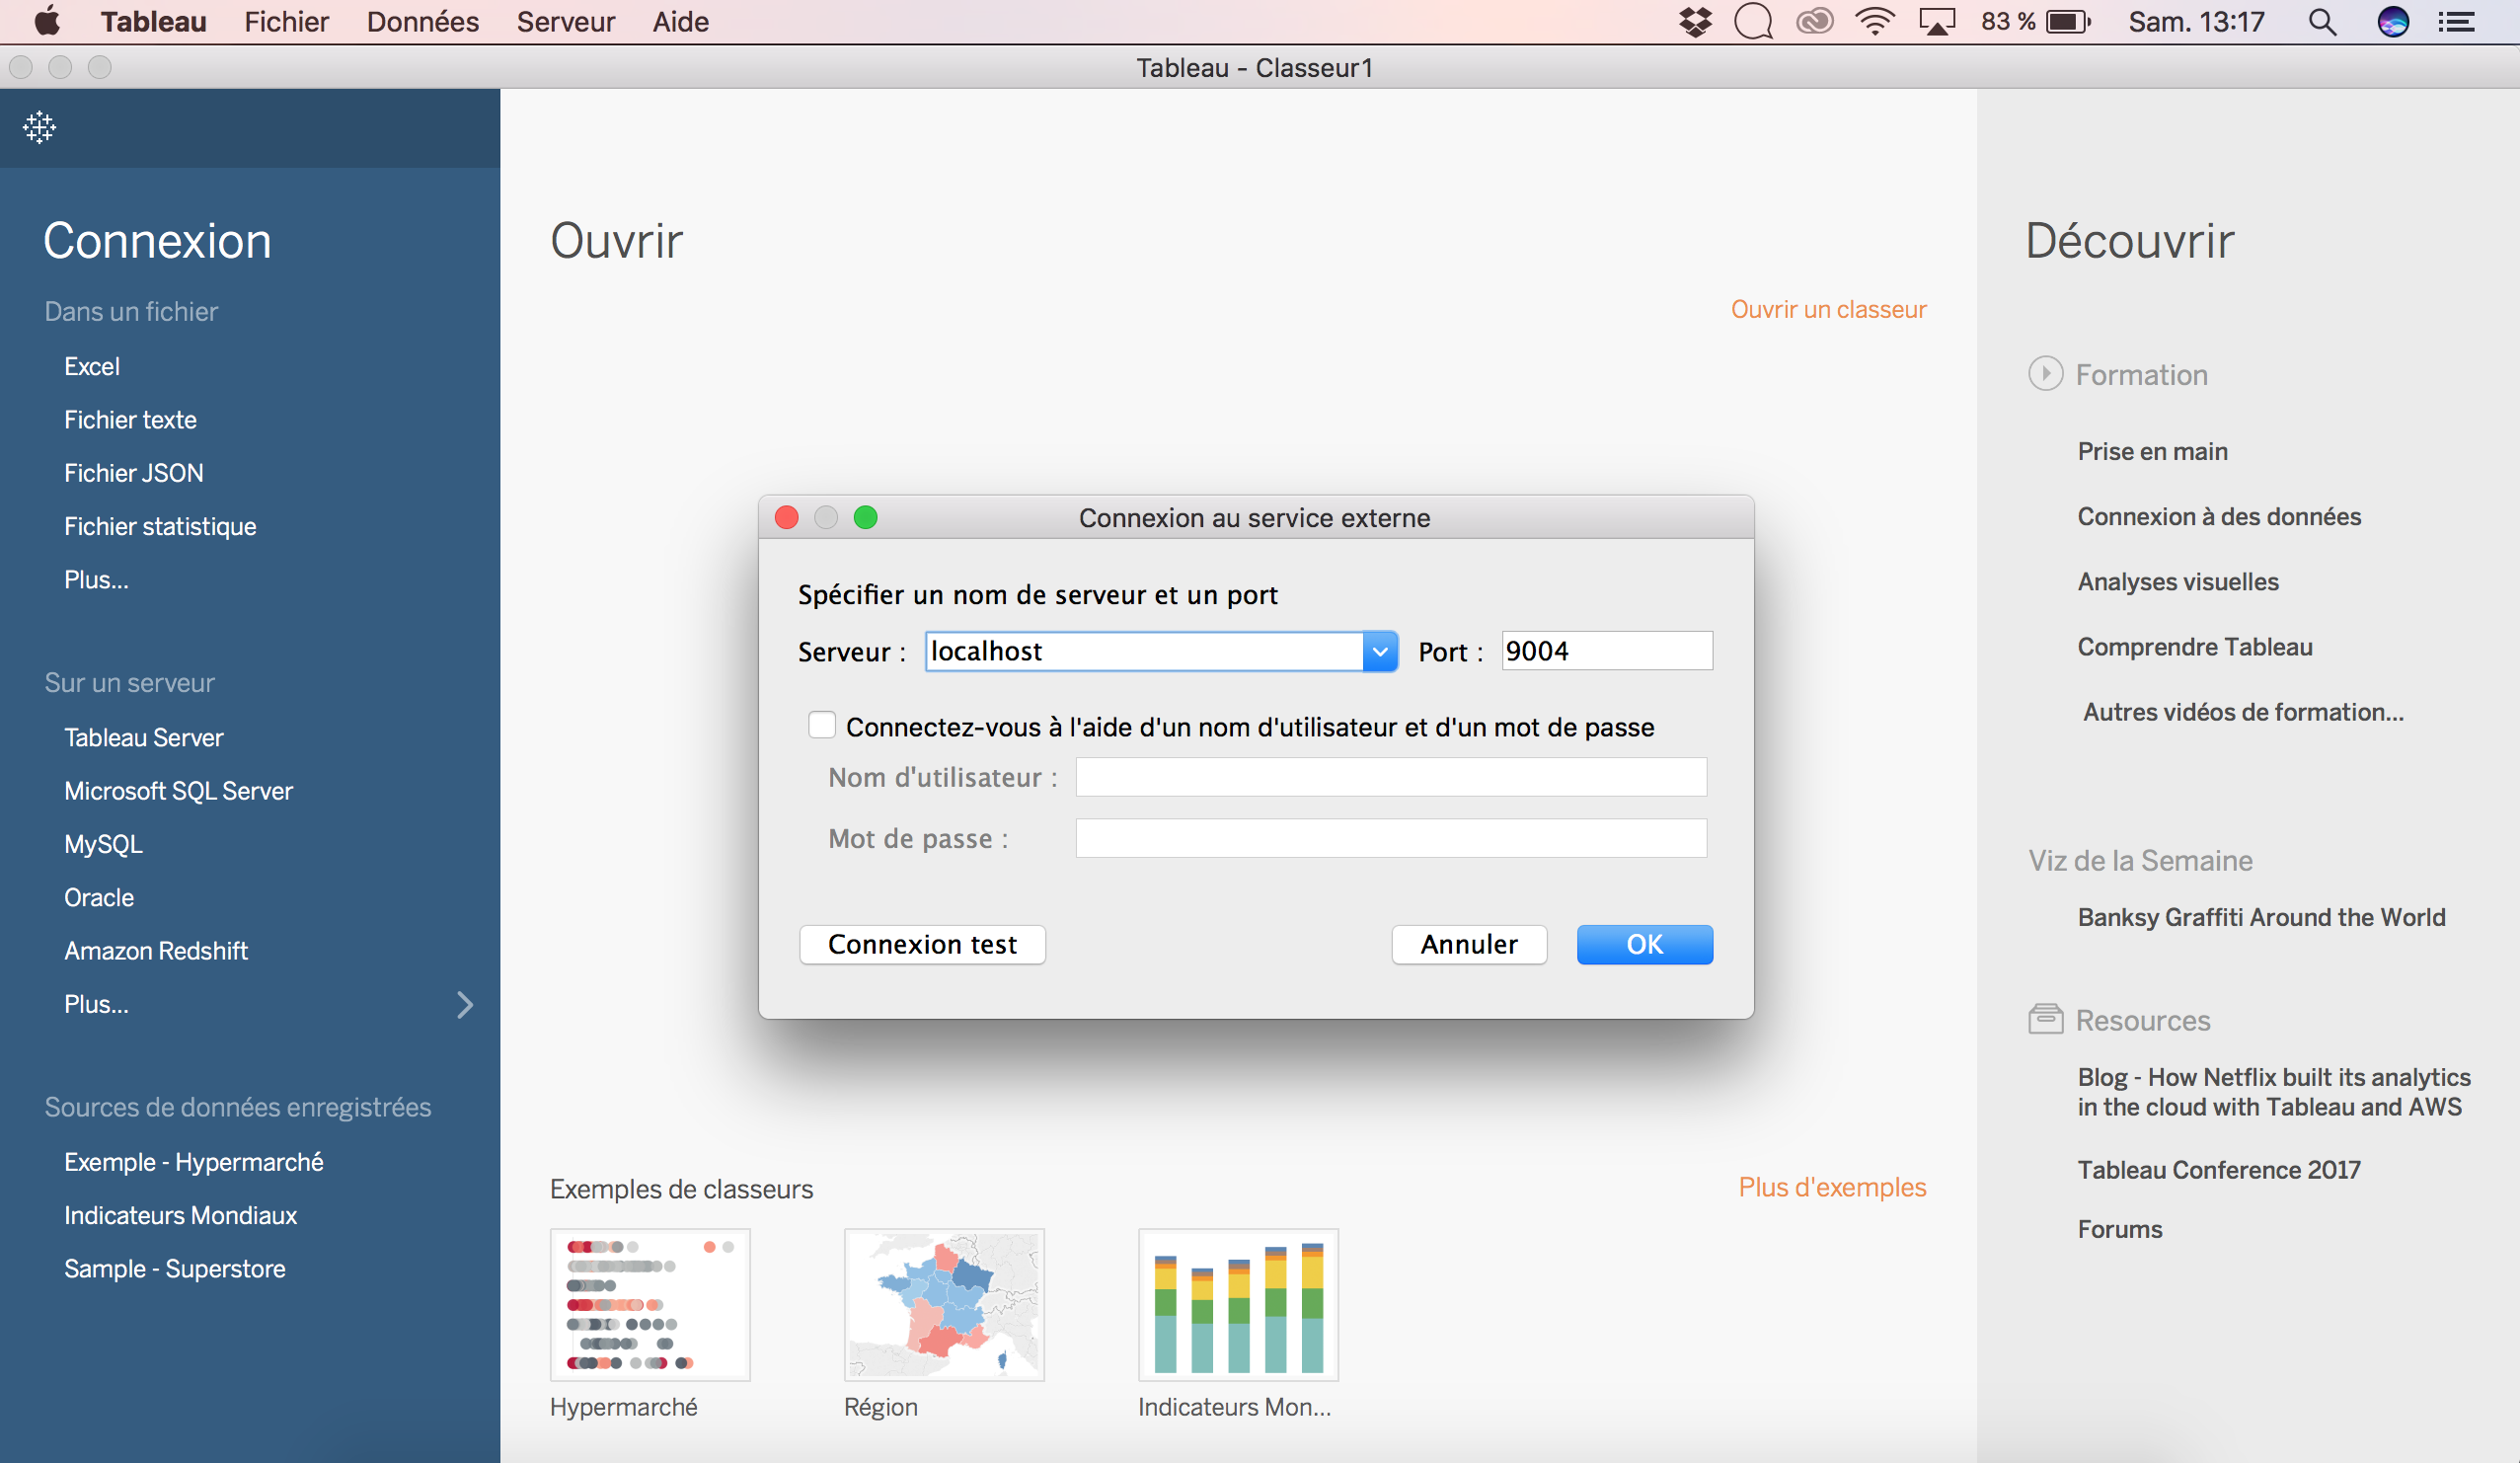 Tableau Fichier Données Serveur Aide 83 % Sam. 13:17
Tableau - Classeur1
Connexion
Dans un fichier
Excel
Fichier texte
Fichier JSON
Fichier statistique
Plus...
Sur un serveur
Tableau Server
Microsoft SQL Server
MySQL
Oracle
Amazon Redshift
Plus...
Sources de données enregistrées
Exemple - Hypermarché
Indicateurs Mondiaux
Sample - Superstore
Ouvrir
Ouvrir un classeur
Connexion au service externe
Spécifier un nom de serveur et un port
Serveur : localhost Port : 9004
Connectez-vous à l'aide d'un nom d'utilisateur et d'un mot de passe
Nom d'utilisateur :
Mot de passe :
Connexion test Annuler OK
Exemples de classeurs
Plus d'exemples
Hypermarché
Région
Indicateurs Mon...
Découvrir
Formation
Prise en main
Connexion à des données
Analyses visuelles
Comprendre Tableau
Autres vidéos de formation...
Viz de la Semaine
Banksy Graffiti Around the World
Resources
Blog - How Netflix built its analytics
in the cloud with Tableau and AWS
Tableau Conference 2017
Forums